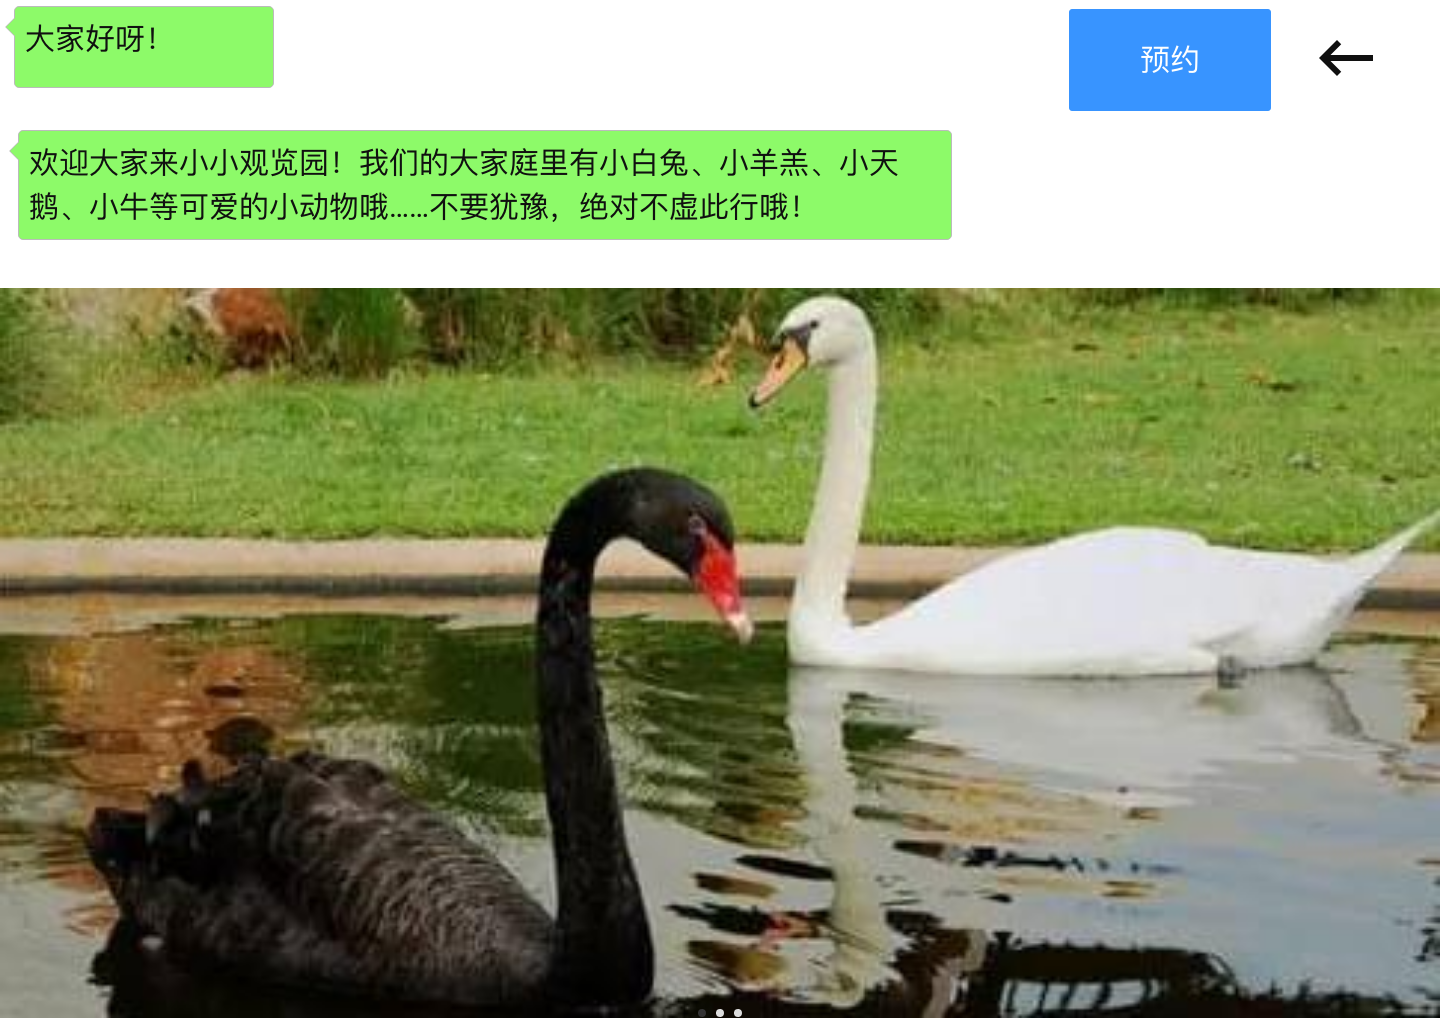 大家好呀！
预约
欢迎大家来小小观览园！我们的大家庭里有小白兔、小羊羔、小天
鹅、小牛等可爱的小动物哦……不要犹豫，绝对不虚此行哦！